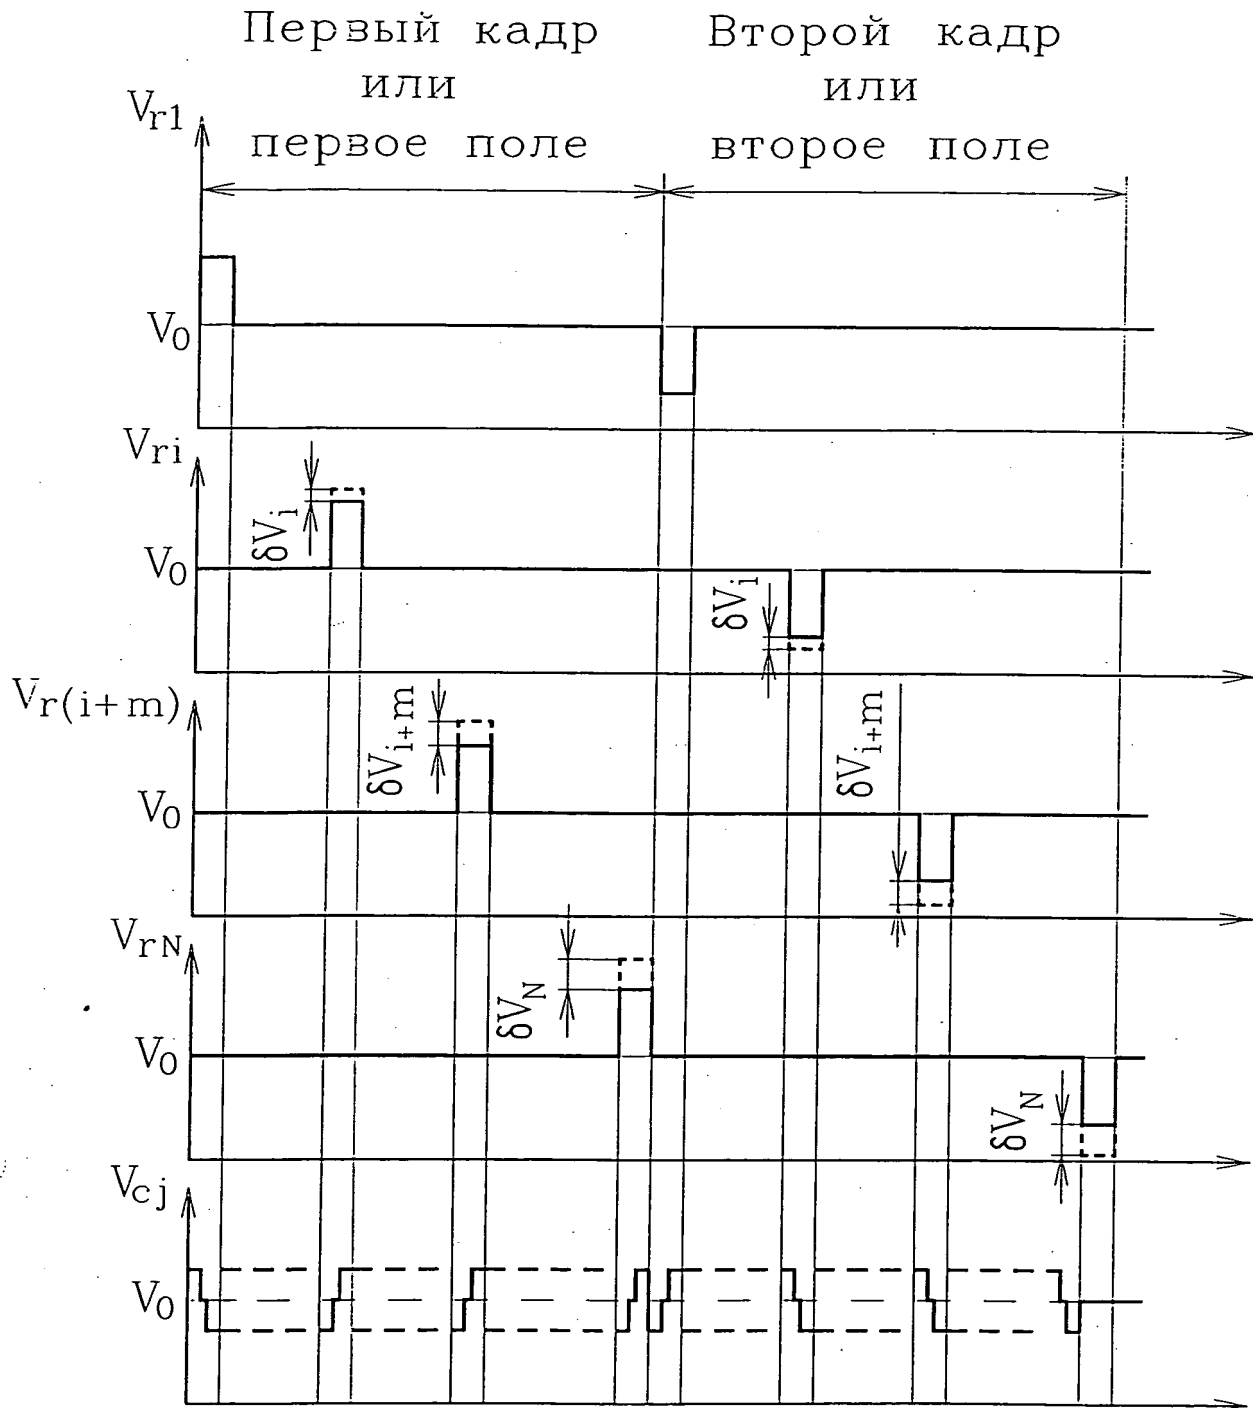 Первый кадр
или
первое поле
Второй кадр
или
второе поле
Vr1
V0
Vri
δVi
V0
δVi
Vr(i+m)
δVi+m
δVi+m
V0
VrN
δVN
V0
δVN
Vcj
V0